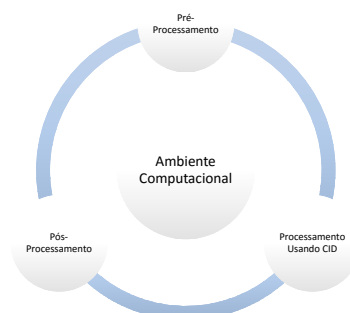 Pré-
Processamento
Ambiente
Computacional
Pós-
Processamento
Processamento
Usando CID